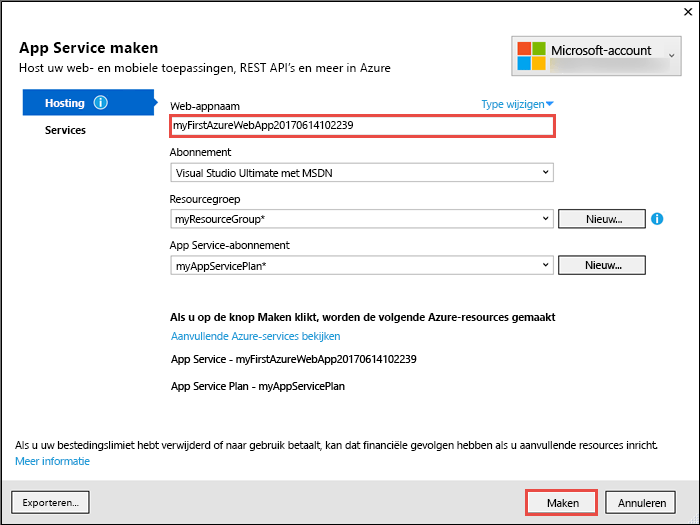 App Service maken
Host uw web- en mobiele toepassingen, REST API's en meer in Azure
Microsoft-account
Hosting
Services
Web-appnaam
Type wijzigen
myFirstAzureWebApp20170614102239
Abonnement
Visual Studio Ultimate met MSDN
Resourcegroep
myResourceGroup*
Nieuw...
App Service-abonnement
myAppServicePlan*
Nieuw...
Als u op de knop Maken klikt, worden de volgende Azure-resources gemaakt
Aanvullende Azure-services bekijken
App Service - myFirstAzureWebApp20170614102239
App Service Plan - myAppServicePlan
Als u uw bestedingslimiet hebt verwijderd of naar gebruik betaalt, kan dat financiële gevolgen hebben als u aanvullende resources inricht.
Meer informatie
Exporteren...
Maken
Annuleren